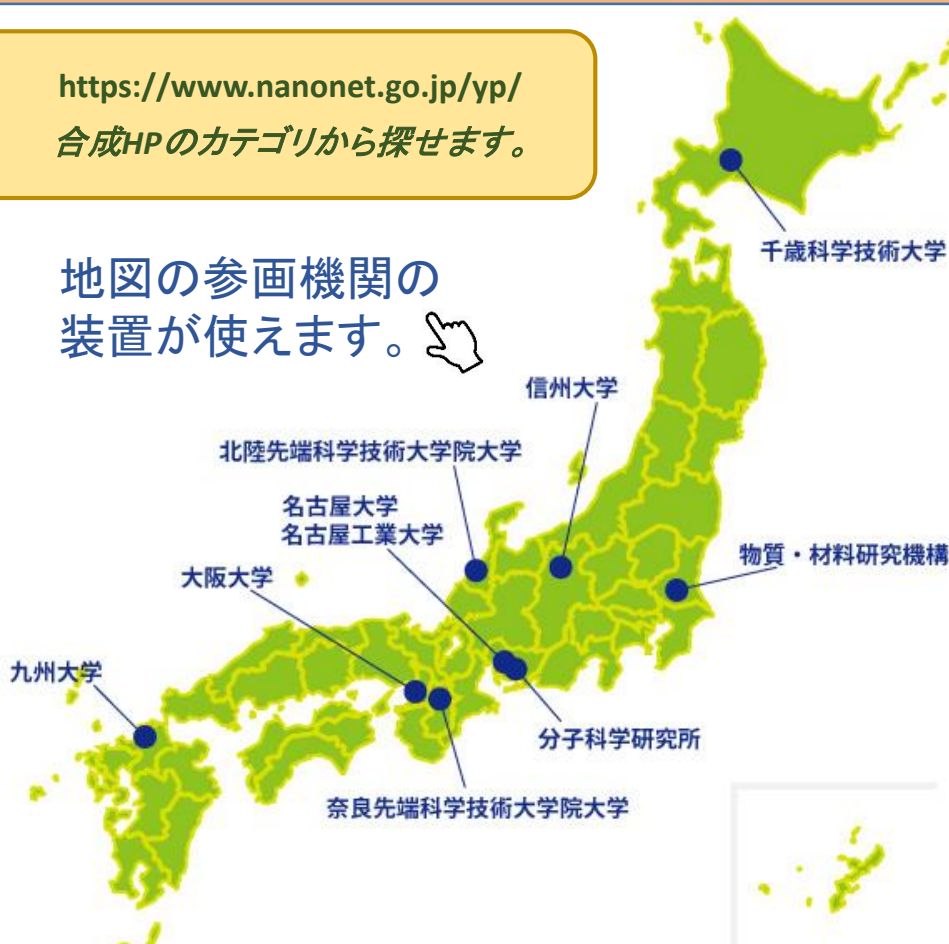 https://www.nanonet.go.jp/yp/
合成HPのカテゴリから探せます。
地図の参画機関の
装置が使えます。
千歳科学技術大学
信州大学
北陸先端科学技術大学院大学
名古屋大学
名古屋工業大学
物質・材料研究機構
大阪大学
九州大学
分子科学研究所
奈良先端科学技術大学院大学